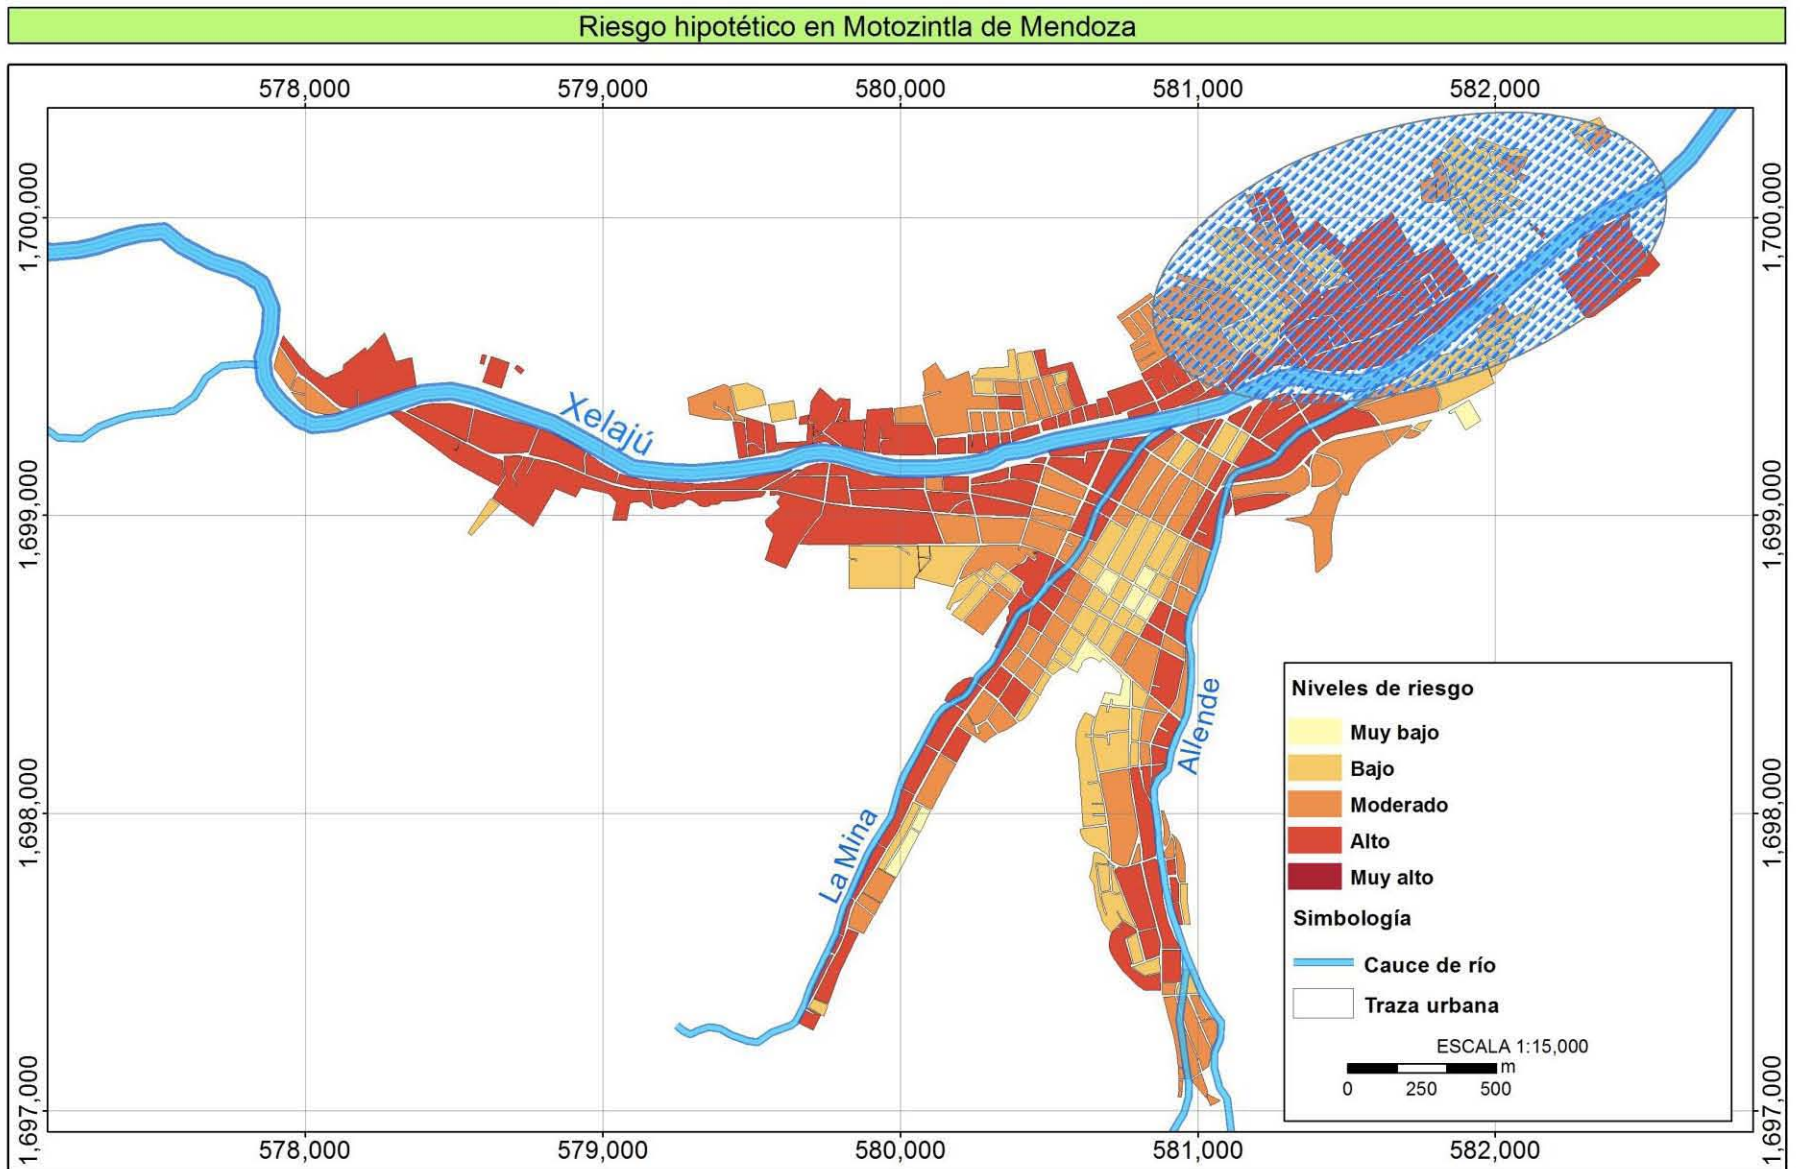 Riesgo hipotético en Motozintla de Mendoza
578,000 579,000 580,000 581,000 582,000
1,700,000 1,700,000
Xelajú
1,699,000 1,699,000
Allende
Niveles de riesgo
Muy bajo
Bajo
La Mina
1,698,000 1,698,000
Moderado
Alto
Muy alto
Simbología
Cauce de río
Traza urbana
ESCALA 1:15,000
m
0 250 500
1,697,000 1,697,000
578,000 579,000 580,000 581,000 582,000